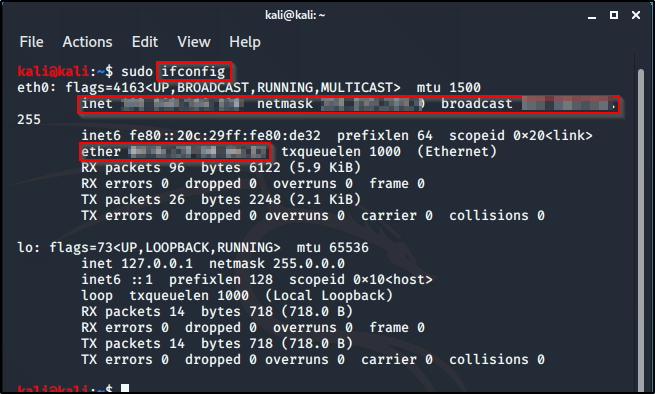 kali@kali: ~
File Actions Edit View Help
kali@kali:~$ sudo ifconfig
eth0: flags=4163<UP,BROADCAST,RUNNING,MULTICAST> mtu 1500
inet netmask broadcast .
255
inet6 fe80::20c:29ff:fe80:de32 prefixlen 64 scopeid 0×20<link>
ether txqueuelen 1000 (Ethernet)
RX packets 96 bytes 6122 (5.9 KiB)
RX errors 0 dropped 0 overruns 0 frame 0
TX packets 26 bytes 2248 (2.1 KiB)
TX errors 0 dropped 0 overruns 0 carrier 0 collisions 0
lo: flags=73<UP,LOOPBACK,RUNNING> mtu 65536
inet 127.0.0.1 netmask 255.0.0.0
inet6 ::1 prefixlen 128 scopeid 0×10<host>
loop txqueuelen 1000 (Local Loopback)
RX packets 14 bytes 718 (718.0 B)
RX errors 0 dropped 0 overruns 0 frame 0
TX packets 14 bytes 718 (718.0 B)
TX errors 0 dropped 0 overruns 0 carrier 0 collisions 0
kali@kali:~$